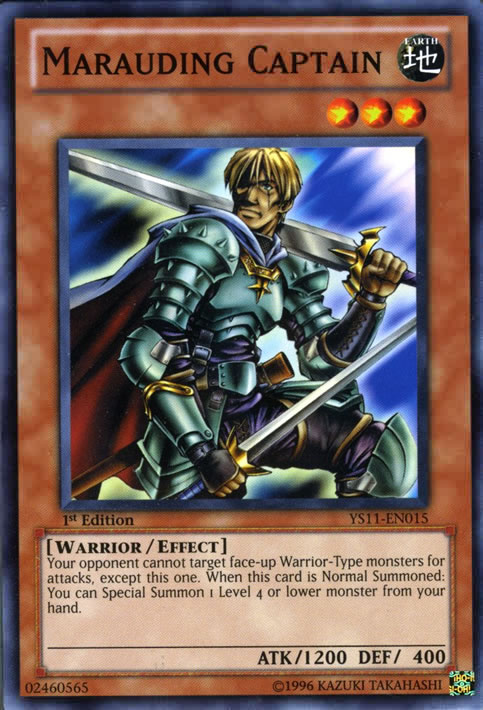 MARAUDING CAPTAIN
EARTH
地
1st Edition
YS11-EN015
[WARRIOR/EFFECT]
Your opponent cannot target face-up Warrior-Type monsters for
attacks, except this one. When this card is Normal Summoned:
You can Special Summon 1 Level 4 or lower monster from your
hand.
ATK/1200 DEF/ 400
02460565
©1996 KAZUKI TAKAHASHI